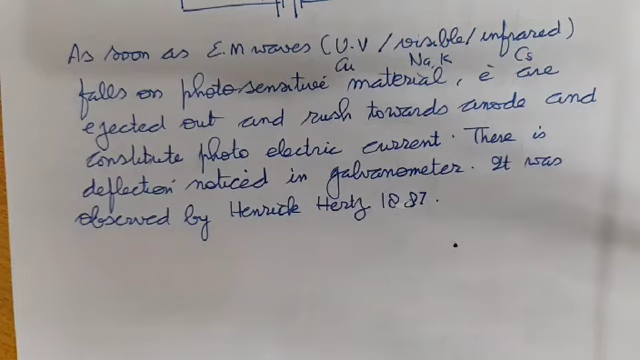 As soon as E.M waves (U.V / visible / infrared)
Cu Na, K Cs
falls on photosensitive material, ē are
ejected out and rush towards anode and
constitute photo electric current. There is
deflection noticed in galvanometer. It was
observed by Henrick Hertz 1887.